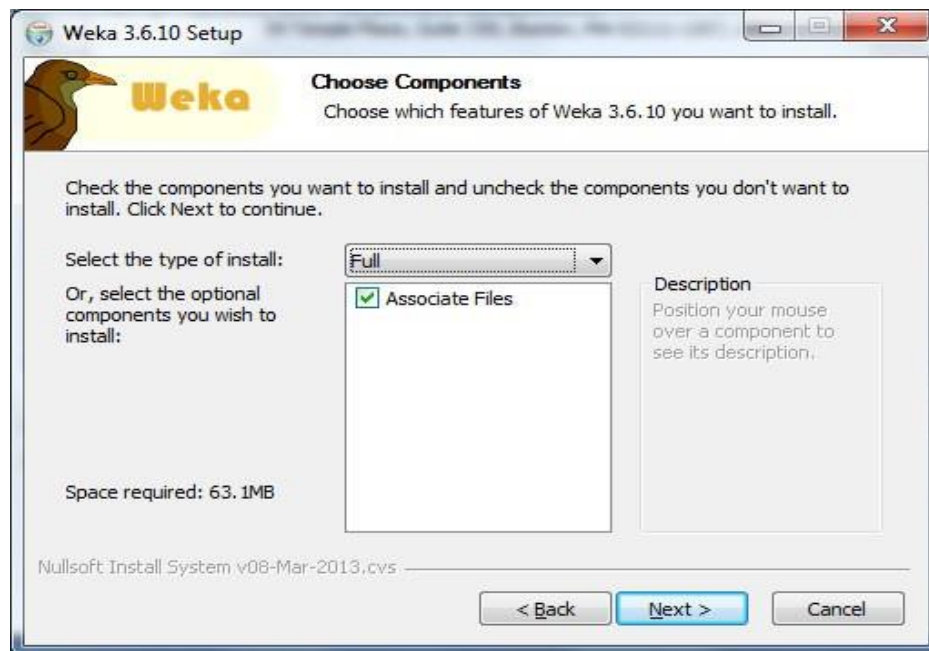 Weka 3.6.10 Setup
Weka
Choose Components
Choose which features of Weka 3.6.10 you want to install.
Check the components you want to install and uncheck the components you don't want to
install. Click Next to continue.
Select the type of install:
Full
Or, select the optional
components you wish to
install:
Associate Files
Description
Position your mouse
over a component to
see its description.
Space required: 63.1MB
Nullsoft Install System v08-Mar-2013.cvs
< Back
Next >
Cancel